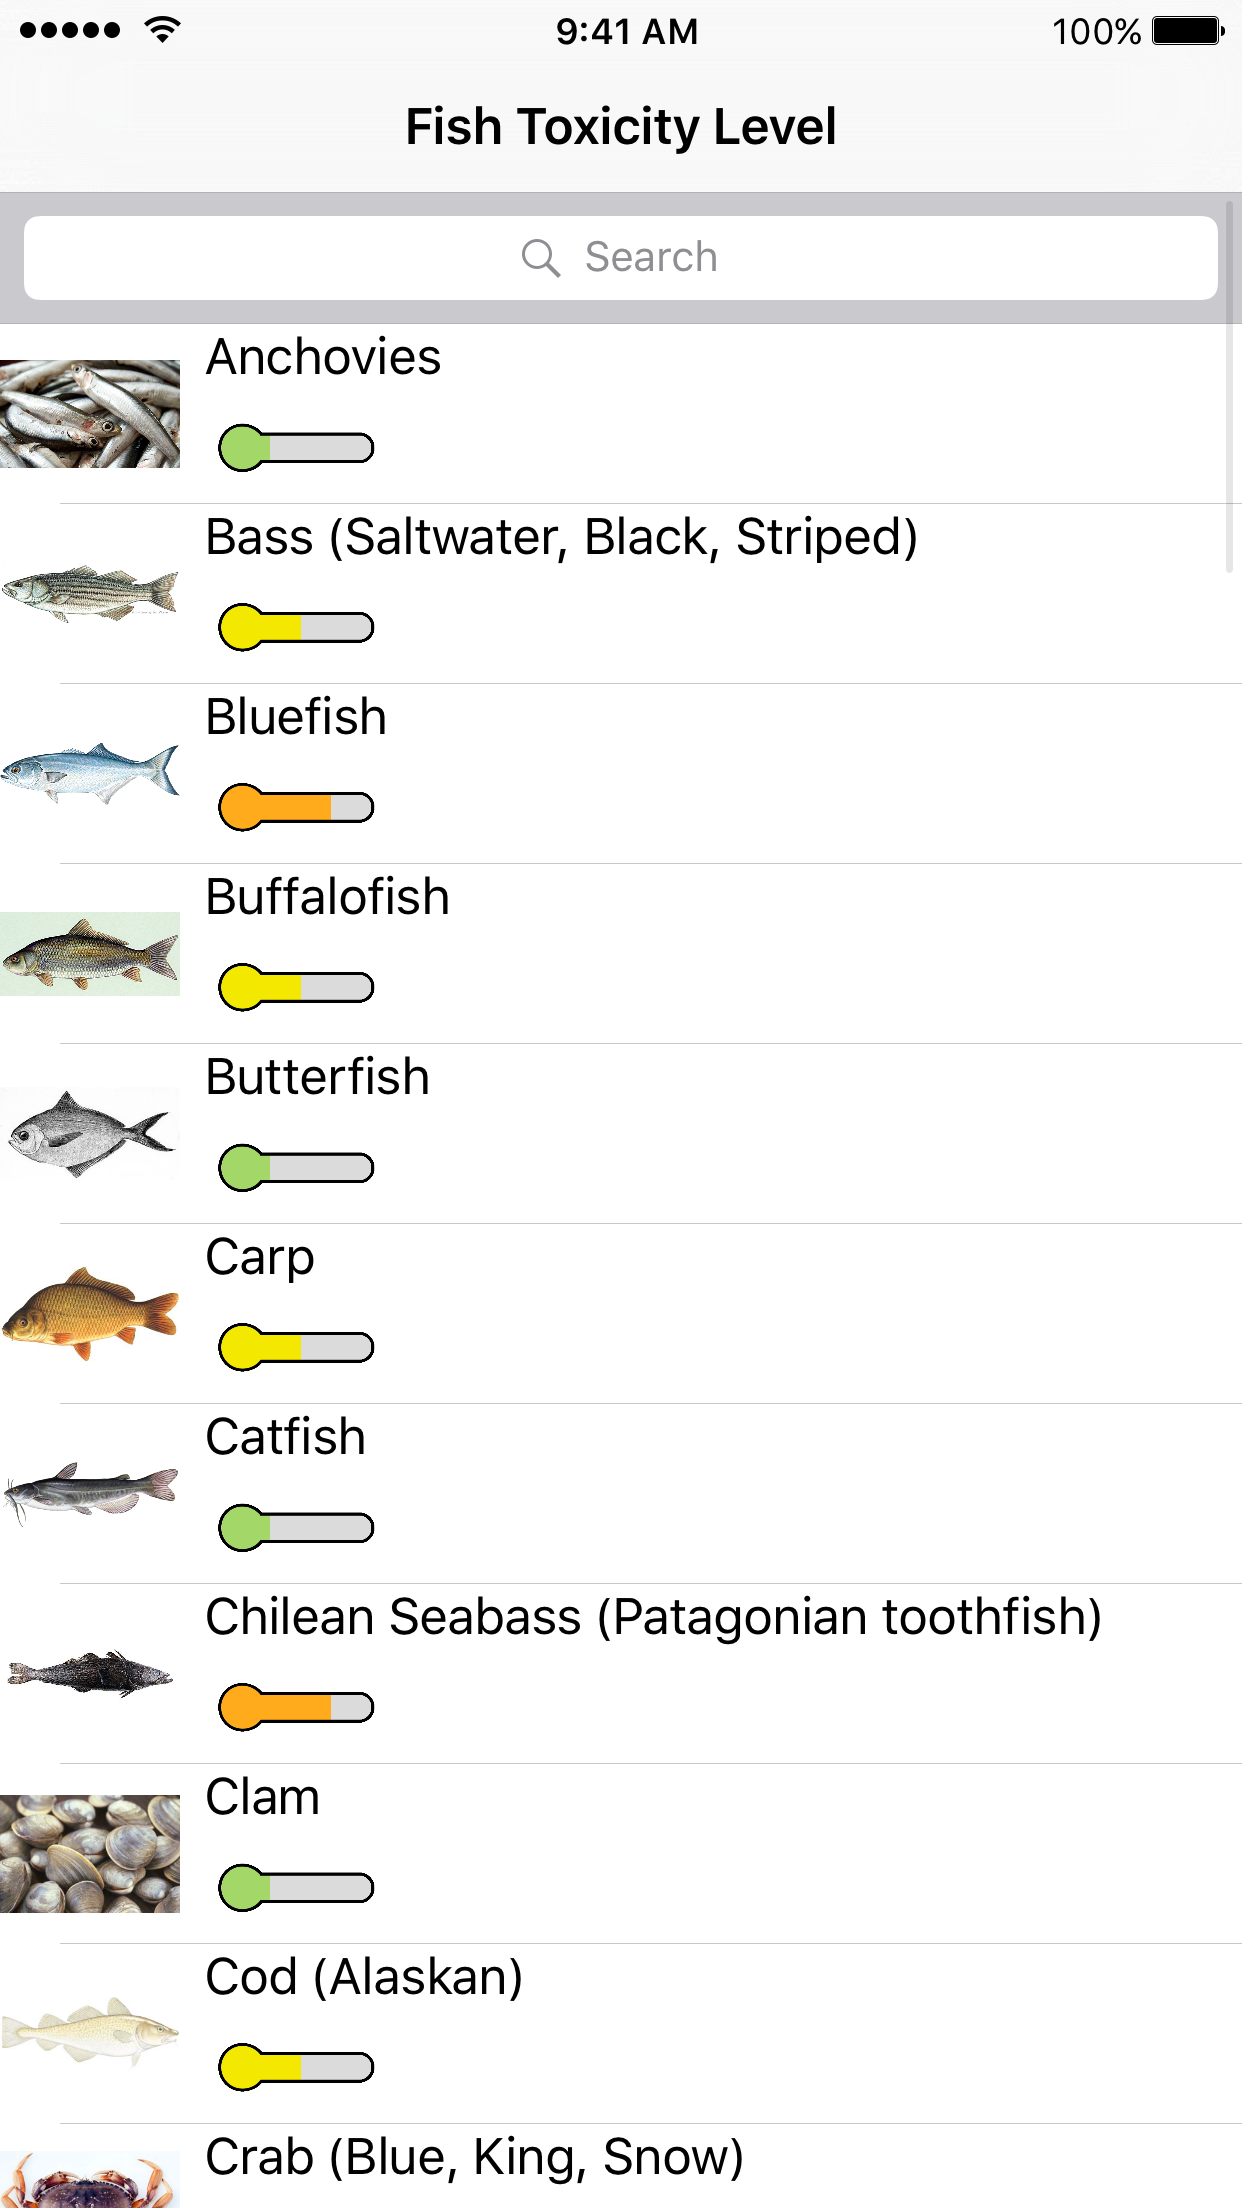 9:41 AM
100%
Fish Toxicity Level
Search
Anchovies
Bass (Saltwater, Black, Striped)
Bluefish
Buffalofish
Butterfish
Carp
Catfish
Chilean Seabass (Patagonian toothfish)
Clam
Cod (Alaskan)
Crab (Blue, King, Snow)